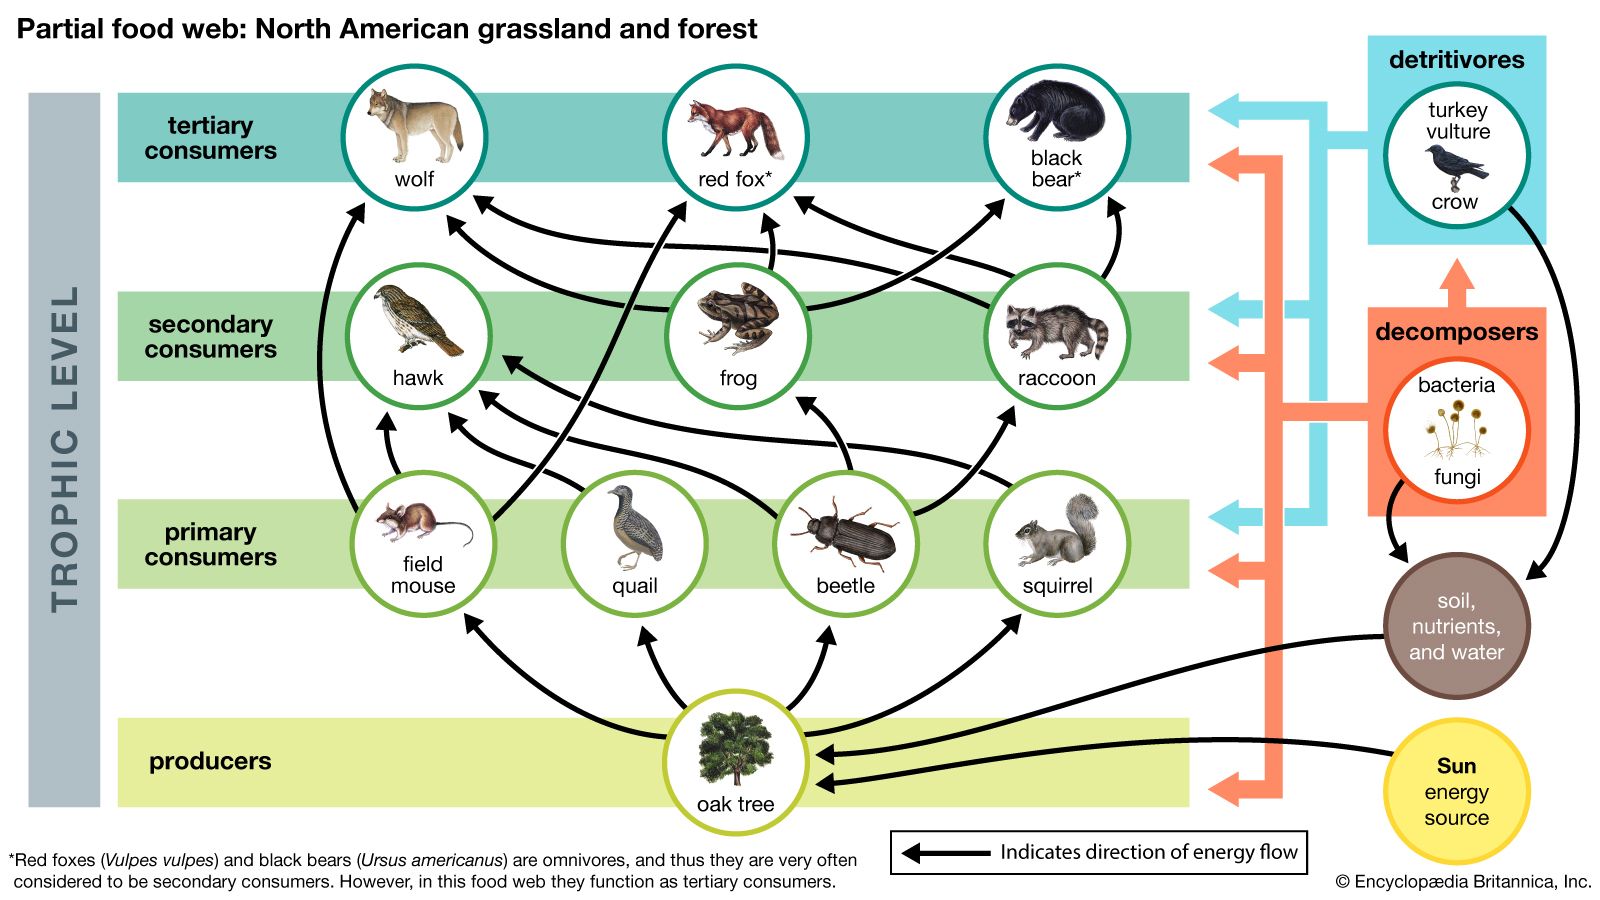 Partial food web: North American grassland and forest
TROPHIC LEVEL
tertiary
consumers
wolf
red fox*
black
bear*
secondary
consumers
hawk
frog
raccoon
primary
consumers
field
mouse
quail
beetle
squirrel
producers
oak tree
detritivores
turkey
vulture
crow
decomposers
bacteria
fungi
soil,
nutrients,
and water
Sun
energy
source
Indicates direction of energy flow
*Red foxes (Vulpes vulpes) and black bears (Ursus americanus) are omnivores, and thus they are very often
considered to be secondary consumers. However, in this food web they function as tertiary consumers.
© Encyclopædia Britannica, Inc.